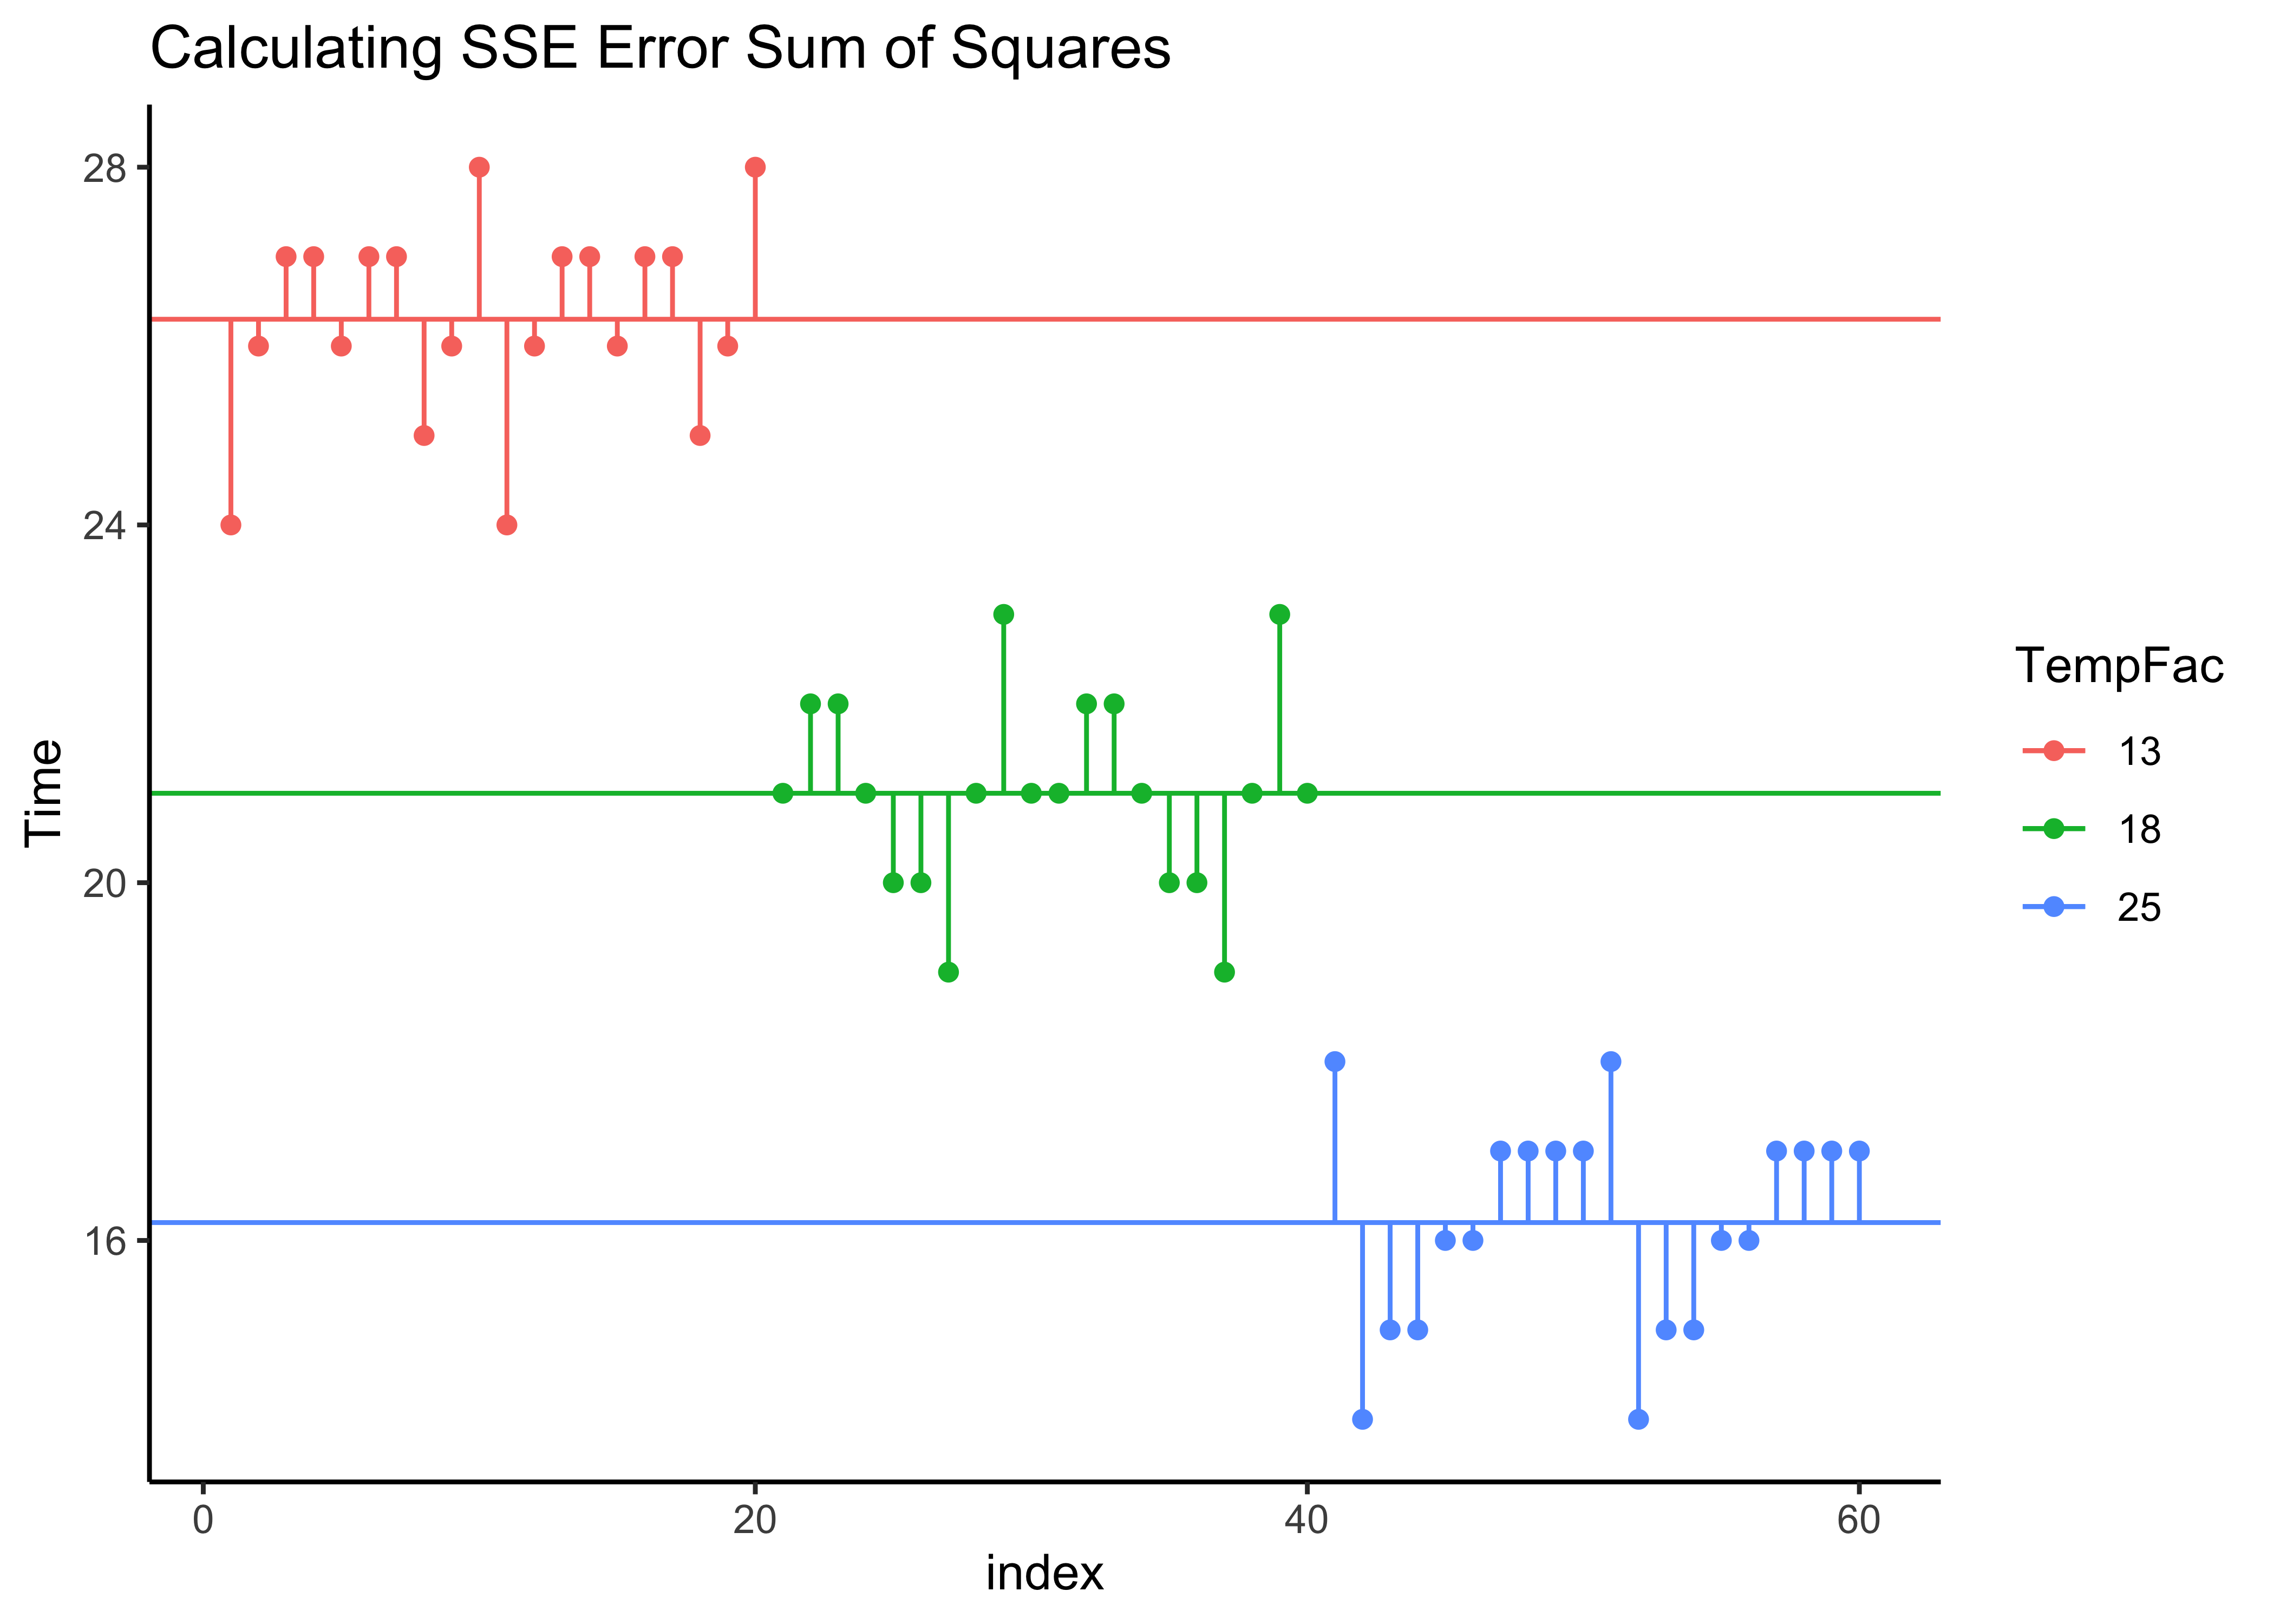 Calculating SSE Error Sum of Squares
28
24
20
16
Time
0 20 40 60
index
TempFac
13
18
25